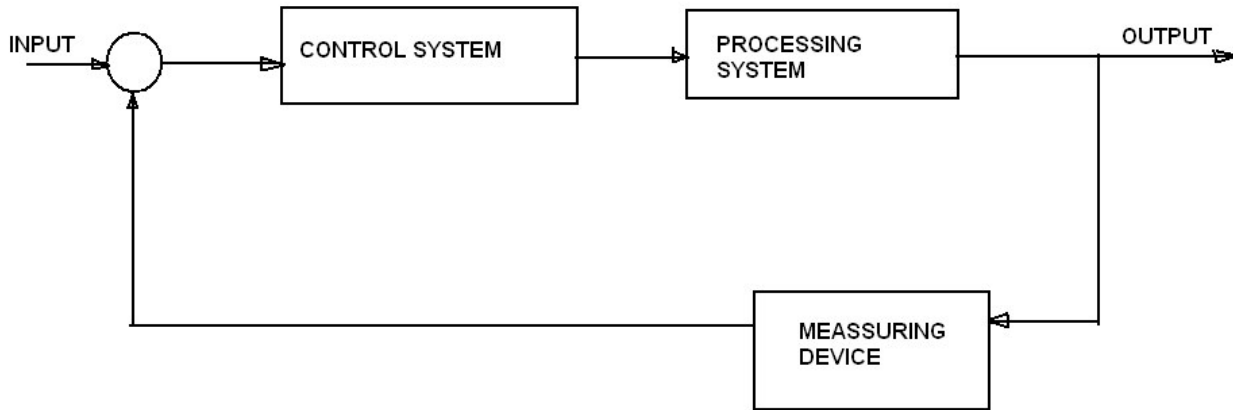 INPUT
CONTROL SYSTEM
PROCESSING
SYSTEM
OUTPUT
MEASSURING
DEVICE